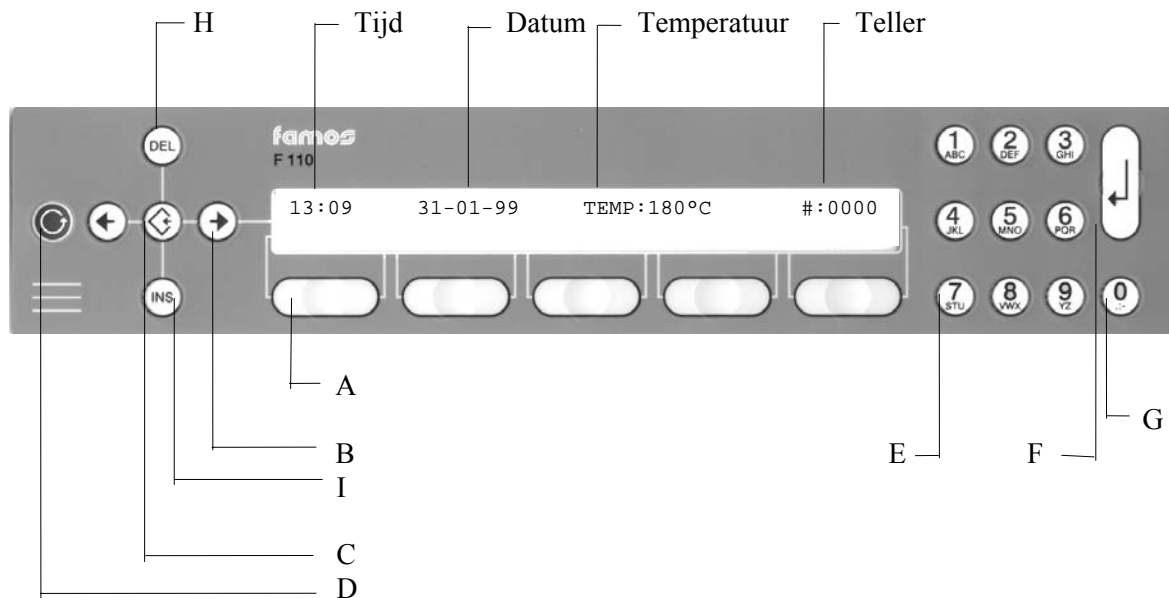 H Tijd Datum Temperatuur Teller
famos
F 110
DEL
INS
13:09 31-01-99 TEMP:180°C #:0000
1 2 3
ABC DEF GHI
4 5 6
JKL MNO PQR
7 8 9 0
STU VWX YZ .:-
A
B
I
C
D
E
F
G